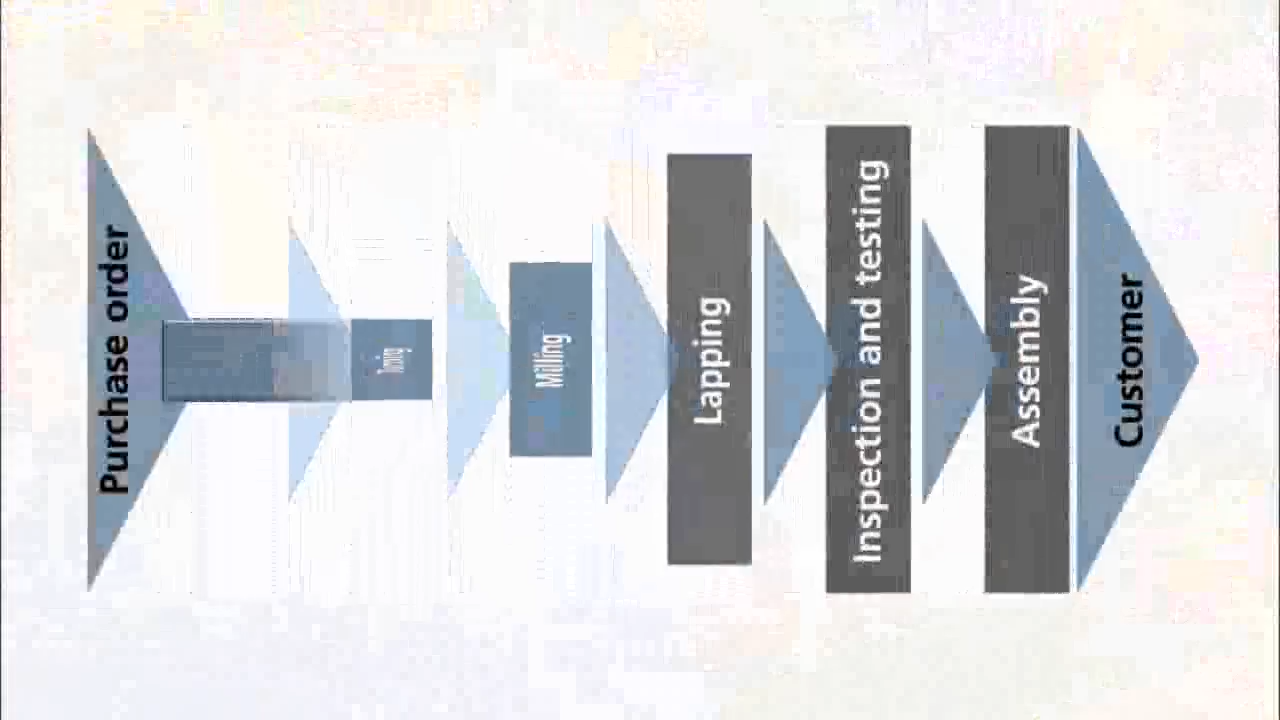 Purchase order
Milling
Lapping
Inspection and testing
Assembly
Customer